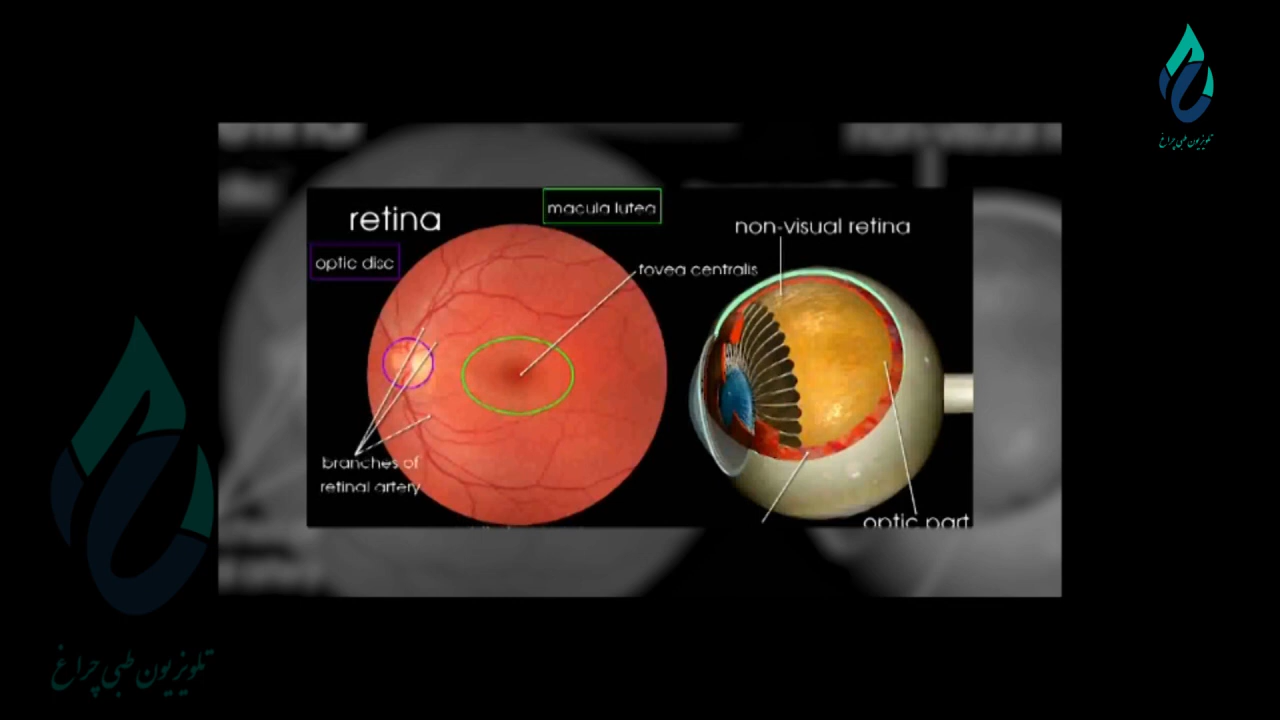 retina
macula lutea
optic disc
fovea centralis
branches of
retinal artery
non-visual retina
optic part
تلویزیون طبی چراغ
تلویزیون طبی چراغ